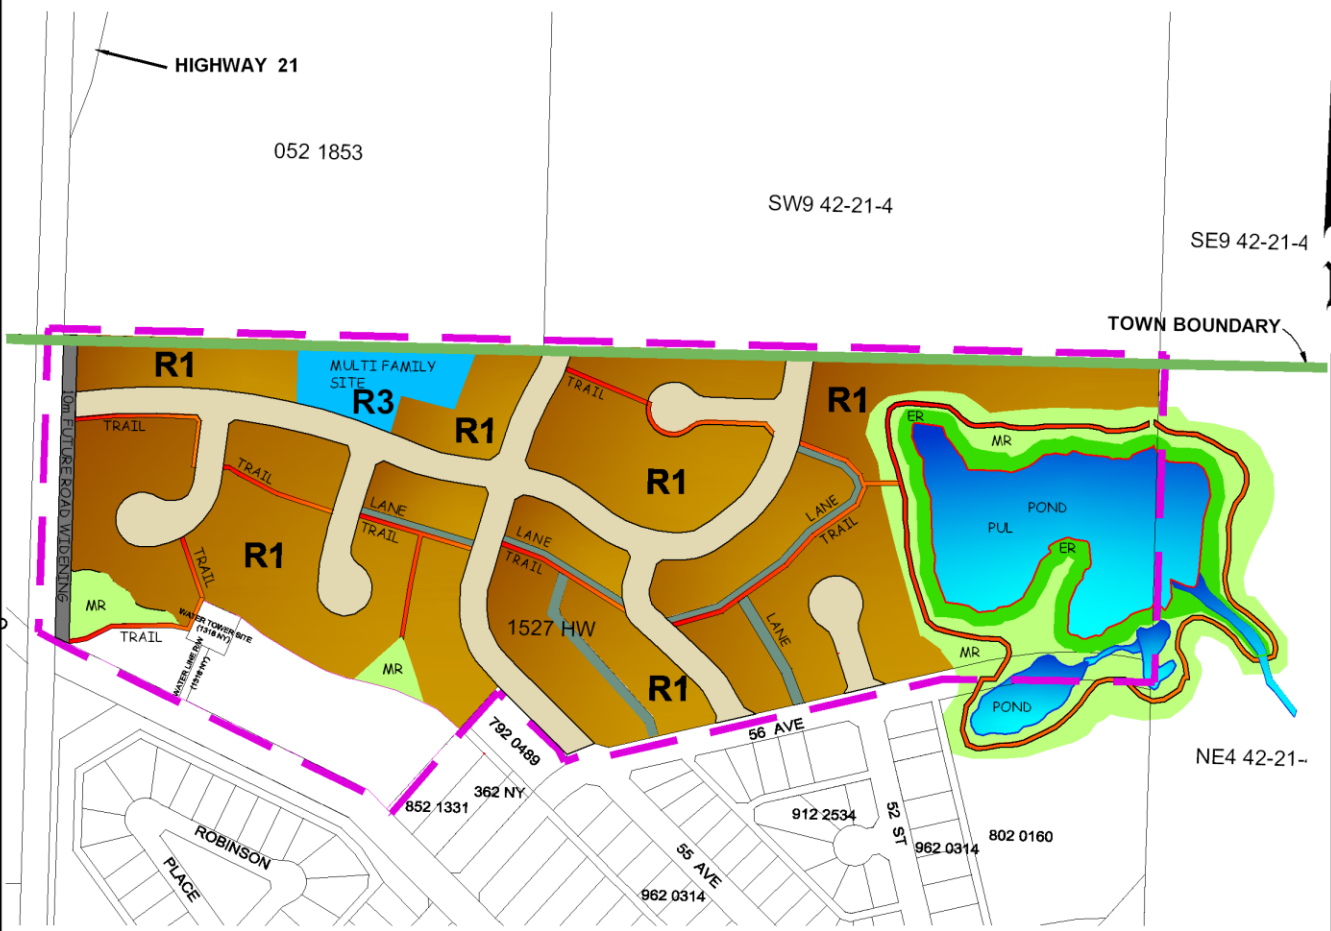 HIGHWAY 21
052 1853
SW9 42-21-4
SE9 42-21-4
TOWN BOUNDARY
R1
MULTI FAMILY
SITE
R3
R1
TRAIL
R1
ER
MR
10m FUTURE ROAD WIDENING
TRAIL
TRAIL
R1
LANE
TRAIL
LANE
TRAIL
POND
PUL
ER
LANE
TRAIL
R1
TRAIL
MR
TRAIL
WATER TOWER SITE
(1318 NY)
WATER LINE R/W
(1318 NY)
1527 HW
LANE
MR
R1
MR
POND
792 0489
56 AVE
NE4 42-21-
852 1331
362 NY
912 2534
52 ST
962 0314
802 0160
ROBINSON
PLACE
55 AVE
962 0314